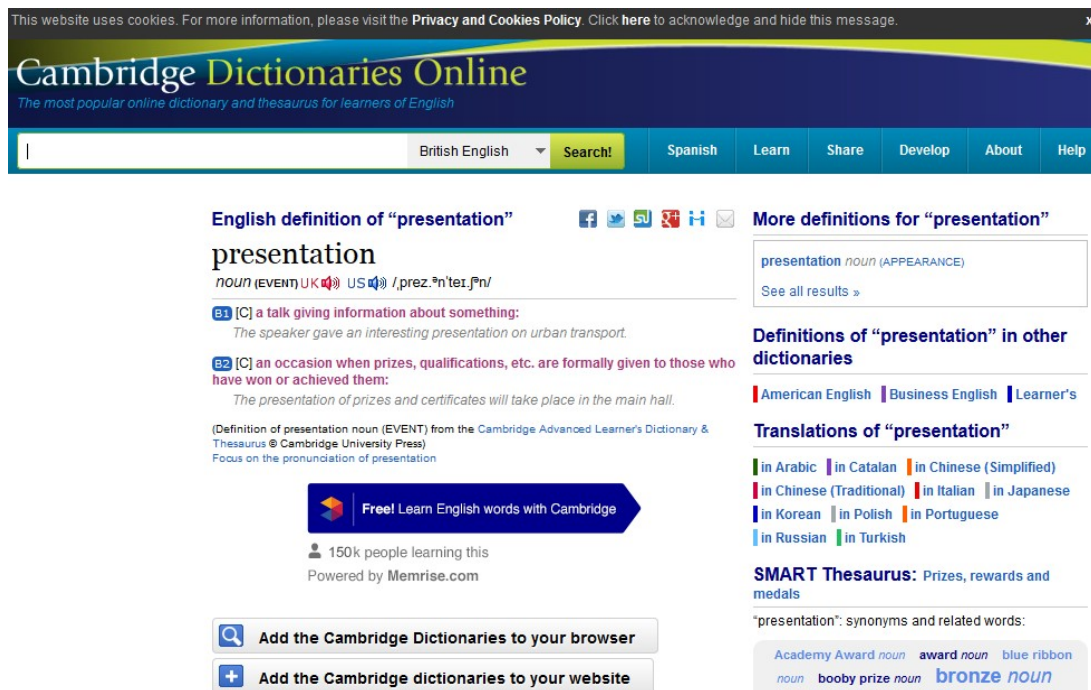 This website uses cookies. For more information, please visit the Privacy and Cookies Policy. Click here to acknowledge and hide this message.
x
Cambridge Dictionaries Online
The most popular online dictionary and thesaurus for learners of English
British English
Search!
Spanish
Learn
Share
Develop
About
Help
English definition of “presentation”
presentation
noun (EVENT) UK US /ˌprez.ᵊnˈteɪ.ʃᵊn/
B1 [C] a talk giving information about something:
The speaker gave an interesting presentation on urban transport.
B2 [C] an occasion when prizes, qualifications, etc. are formally given to those who
have won or achieved them:
The presentation of prizes and certificates will take place in the main hall.
(Definition of presentation noun (EVENT) from the Cambridge Advanced Learner's Dictionary &
Thesaurus © Cambridge University Press)
Focus on the pronunciation of presentation
Free! Learn English words with Cambridge
150k people learning this
Powered by Memrise.com
Add the Cambridge Dictionaries to your browser
Add the Cambridge dictionaries to your website
More definitions for “presentation”
presentation noun (APPEARANCE)
See all results »
Definitions of “presentation” in other
dictionaries
American English Business English Learner's
Translations of “presentation”
in Arabic in Catalan in Chinese (Simplified)
in Chinese (Traditional) in Italian in Japanese
in Korean in Polish in Portuguese
in Russian in Turkish
SMART Thesaurus: Prizes, rewards and
medals
“presentation”: synonyms and related words:
Academy Award noun award noun blue ribbon
noun booby prize noun bronze noun